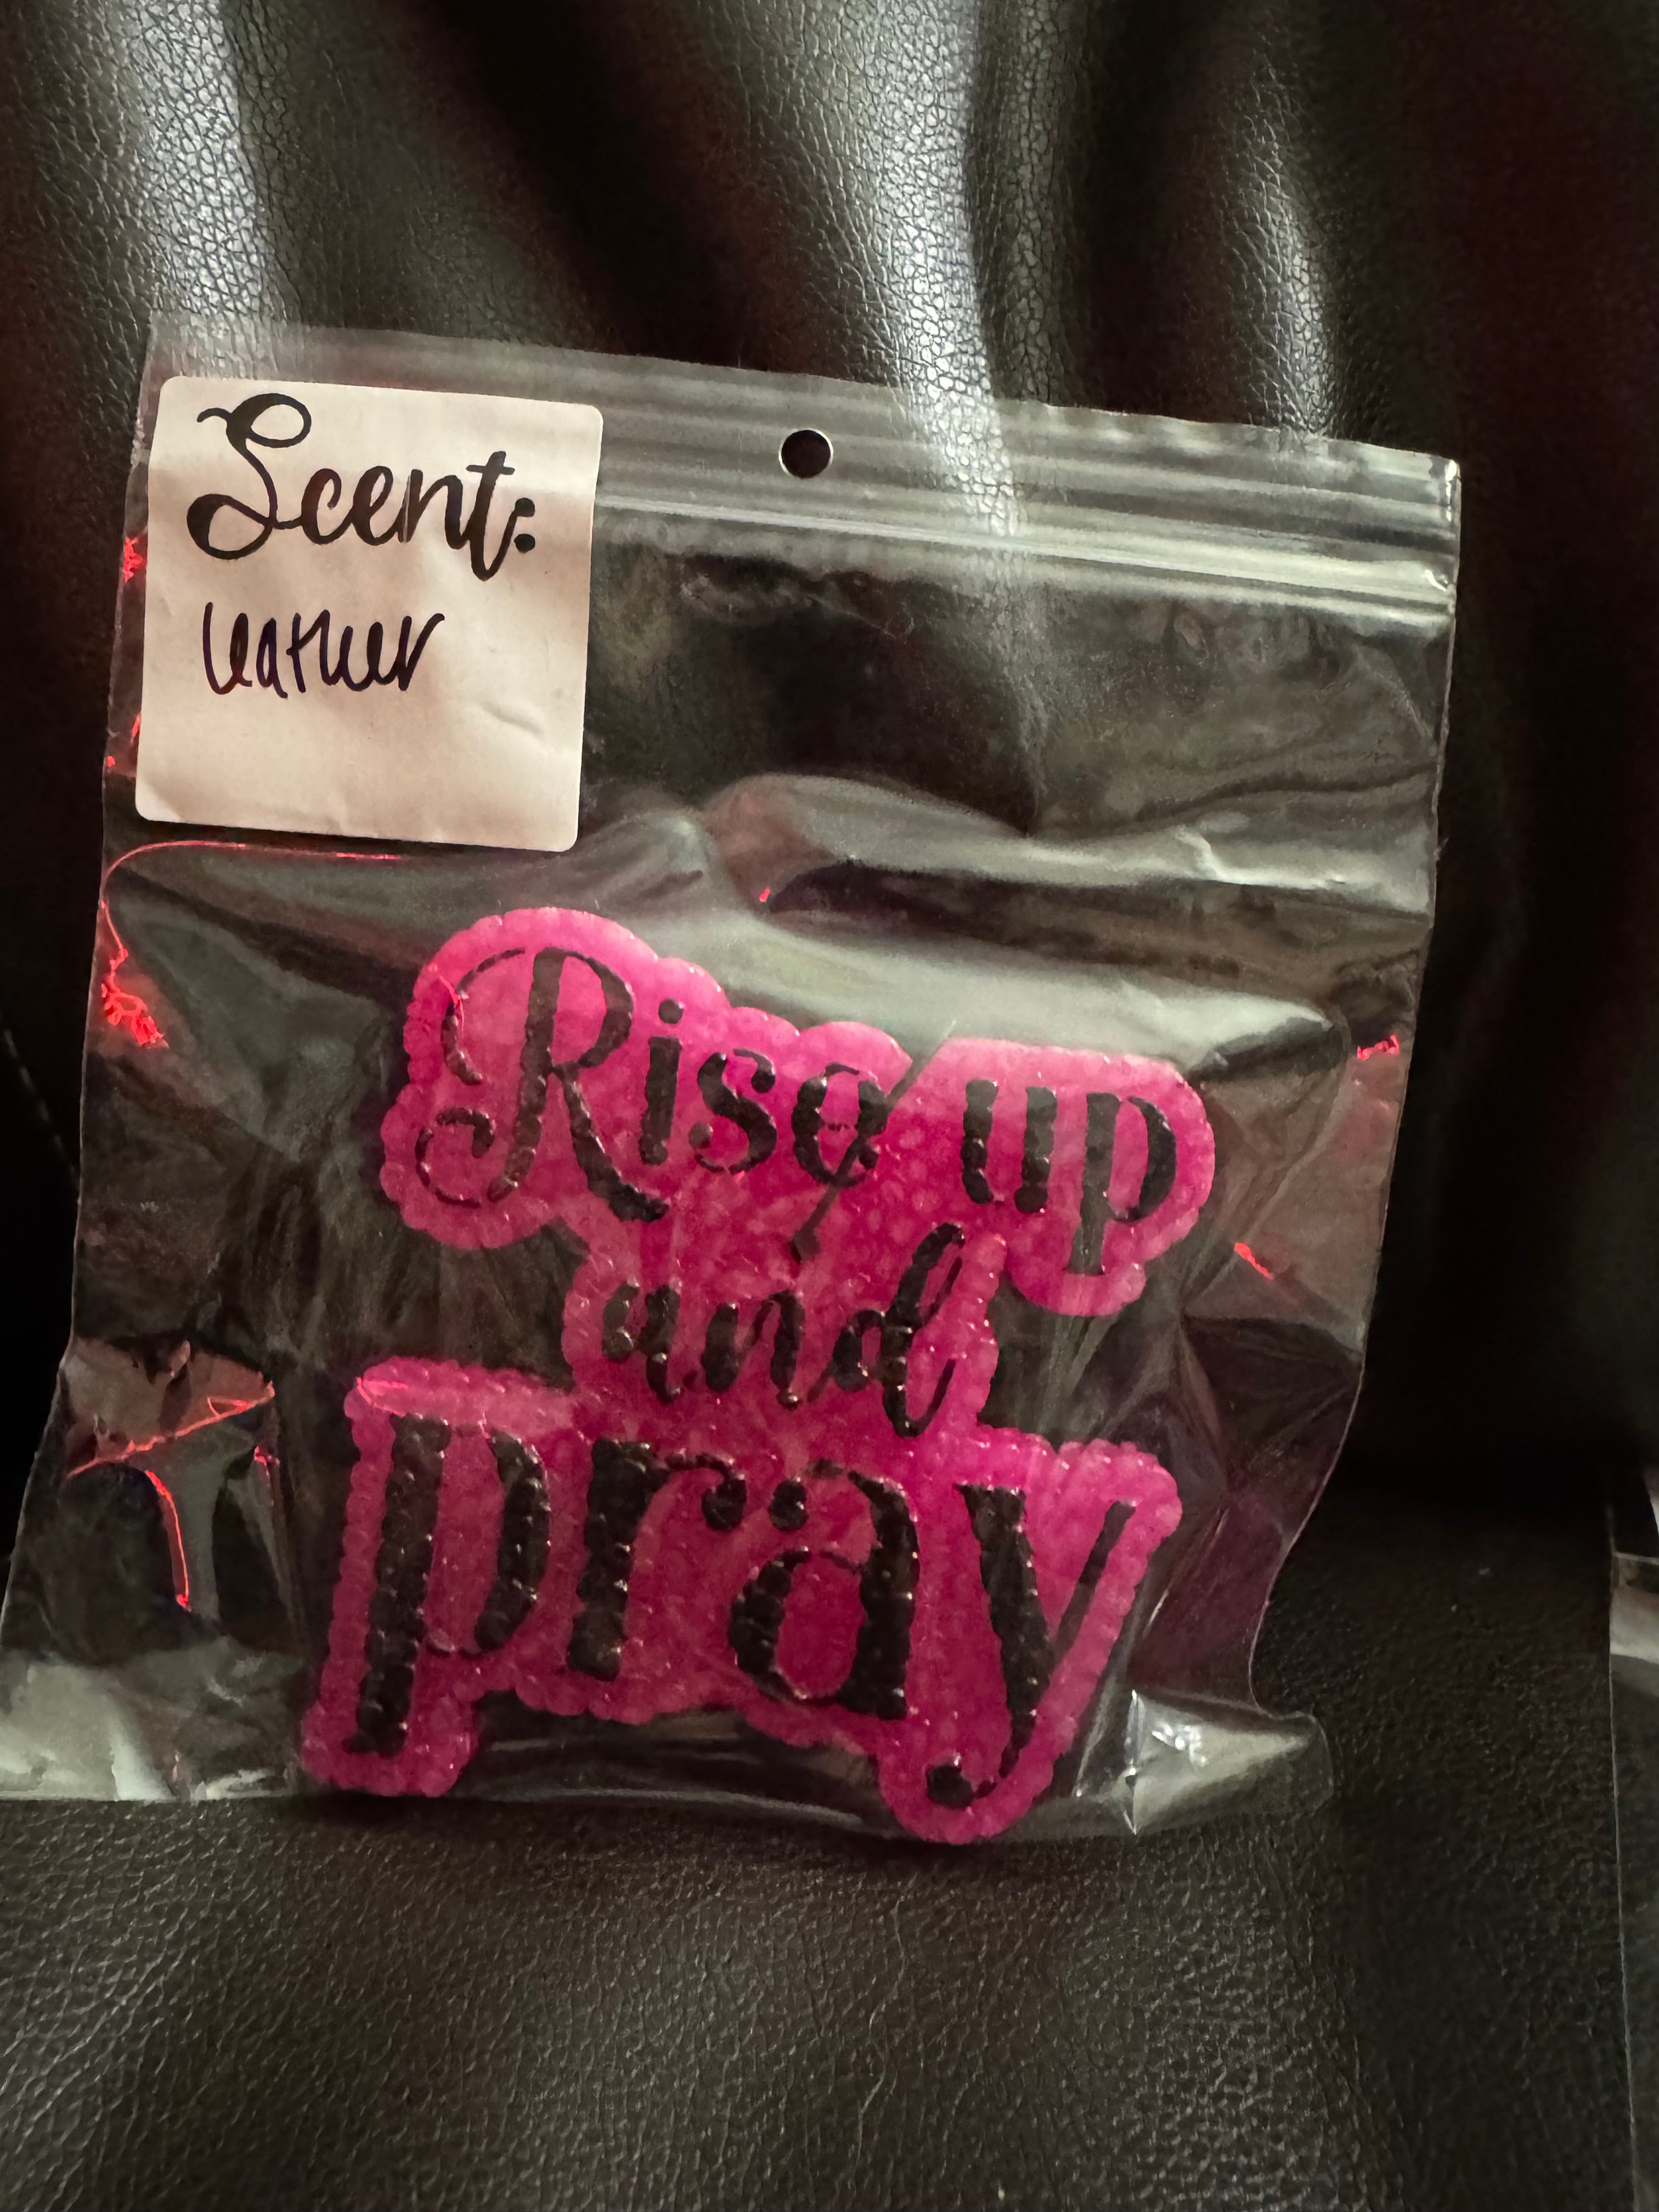 Scent:
Leather
Rise up
and
pray